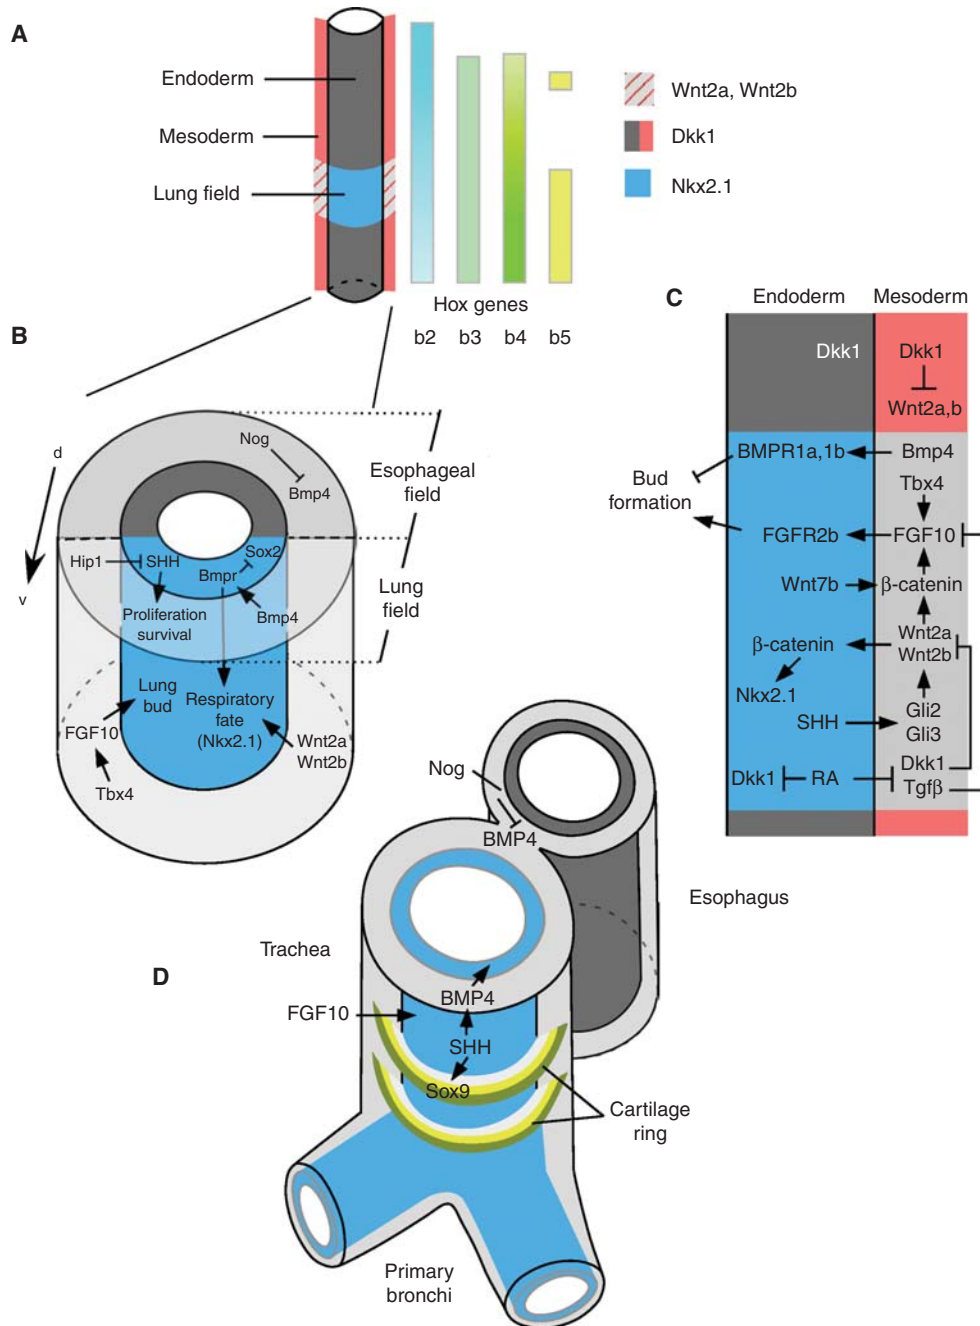 A
Endoderm
Mesoderm
Lung field
Wnt2a, Wnt2b
Dkk1
Nkx2.1
Hox genes
b2 b3 b4 b5
B
d
v
Nog
Bmp4
Esophageal
field
Hip1
SHH
Sox2
Bmpr
Bmp4
Proliferation
survival
Lung
field
Lung
bud
Respiratory
fate
(Nkx2.1)
FGF10
Tbx4
Wnt2a
Wnt2b
C
Endoderm Mesoderm
Dkk1 Dkk1
Wnt2a,b
BMPR1a,1b Bmp4
Bud
formation
Tbx4
FGFR2b FGF10
Wnt7b β-catenin
β-catenin
Wnt2a
Wnt2b
Nkx2.1
SHH
Gli2
Gli3
Dkk1 RA
Dkk1
Tgfβ
D
Nog
BMP4
Esophagus
Trachea
FGF10
BMP4
SHH
Sox9
Cartilage
ring
Primary
bronchi